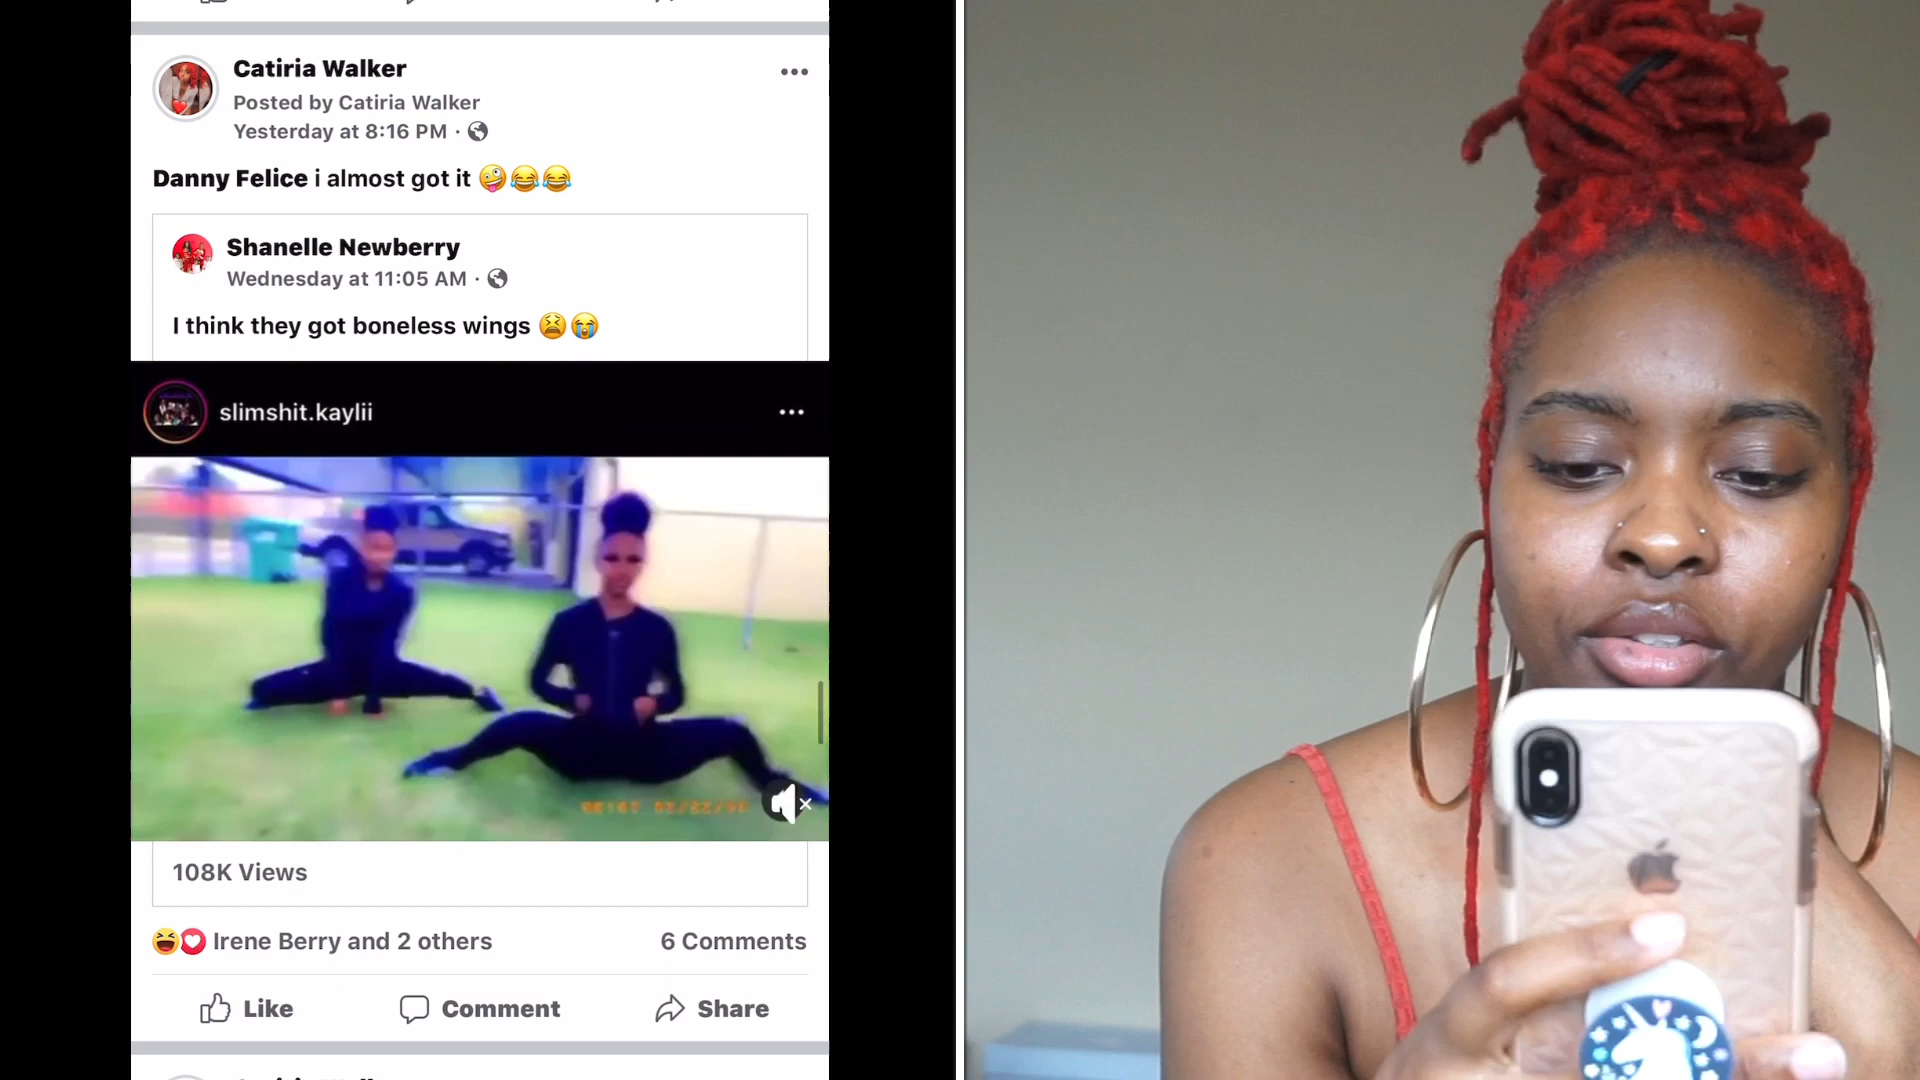 Catiria Walker
Posted by Catiria Walker
Yesterday at 8:16 PM ·
Danny Felice i almost got it 🤪😂😂
Shanelle Newberry
Wednesday at 11:05 AM ·
I think they got boneless wings 😫😭
slimshit.kaylii
108K Views
Irene Berry and 2 others
6 Comments
Like
Comment
Share